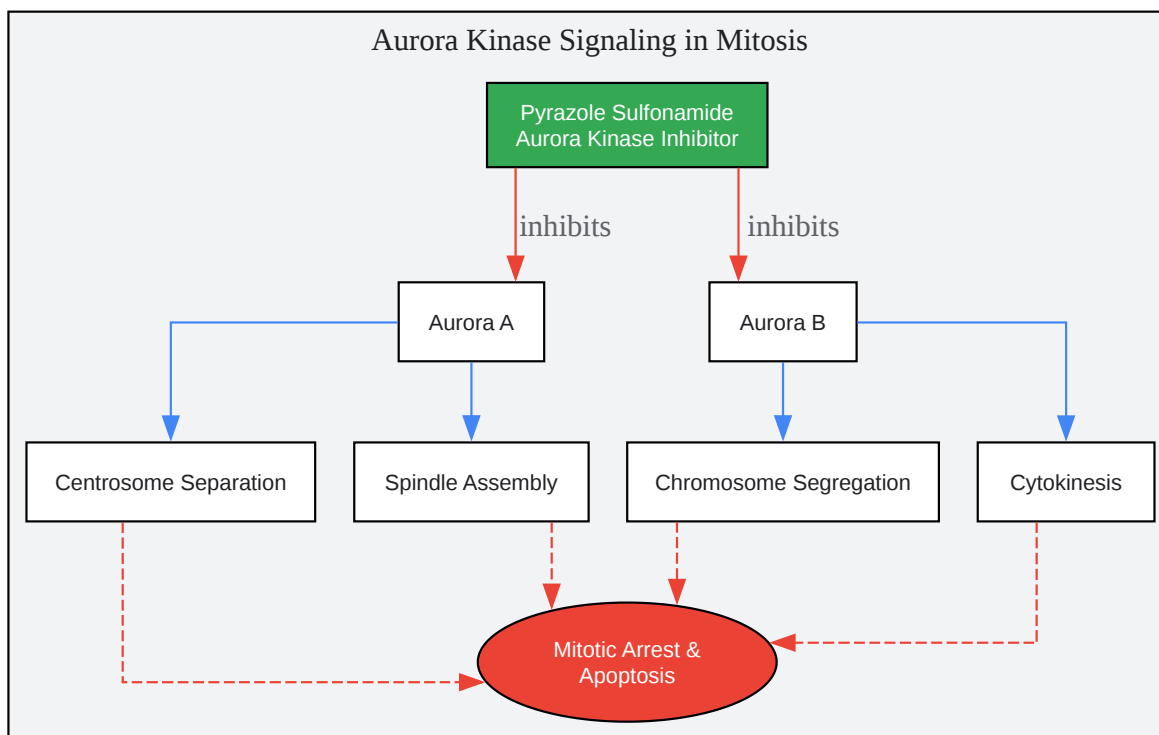 Aurora Kinase Signaling in Mitosis
Pyrazole Sulfonamide
Aurora Kinase Inhibitor
inhibits
inhibits
Aurora A
Aurora B
Centrosome Separation
Spindle Assembly
Chromosome Segregation
Cytokinesis
Mitotic Arrest &
Apoptosis